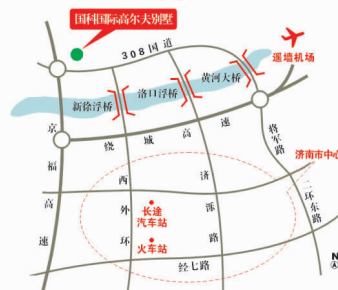 国科国际高尔夫别墅
308国道
遥墙机场
黄河大桥
洛口浮桥
新徐浮桥
京福高速
绕城高速
将军路
济南市中心
二环东路
西外环
济泺路
长途
汽车站
火车站
经七路
N